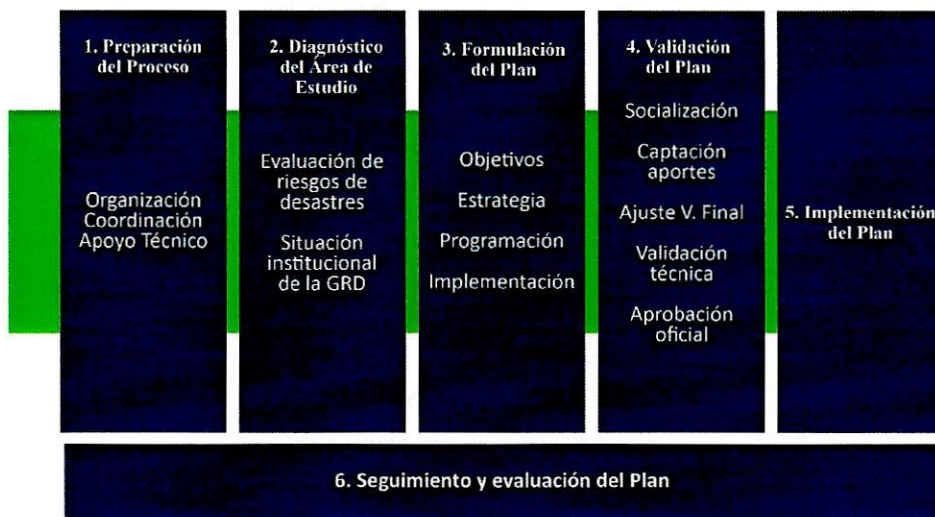 1. Preparación
del Proceso
Organización
Coordinación
Apoyo Técnico
2. Diagnóstico
del Área de
Estudio
Evaluación de
riesgos de
desastres
Situación
institucional
de la GRD
3. Formulación
del Plan
Objetivos
Estrategia
Programación
Implementación
4. Validación
del Plan
Socialización
Captación
aportes
Ajuste V. Final
Validación
técnica
Aprobación
oficial
5. Implementación
del Plan
6. Seguimiento y evaluación del Plan